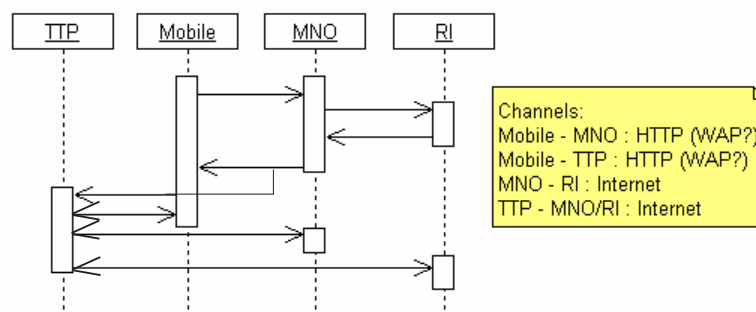 TTP Mobile MNO RI
Channels:
Mobile - MNO : HTTP (WAP?)
Mobile - TTP : HTTP (WAP?)
MNO - RI : Internet
TTP - MNO/RI : Internet